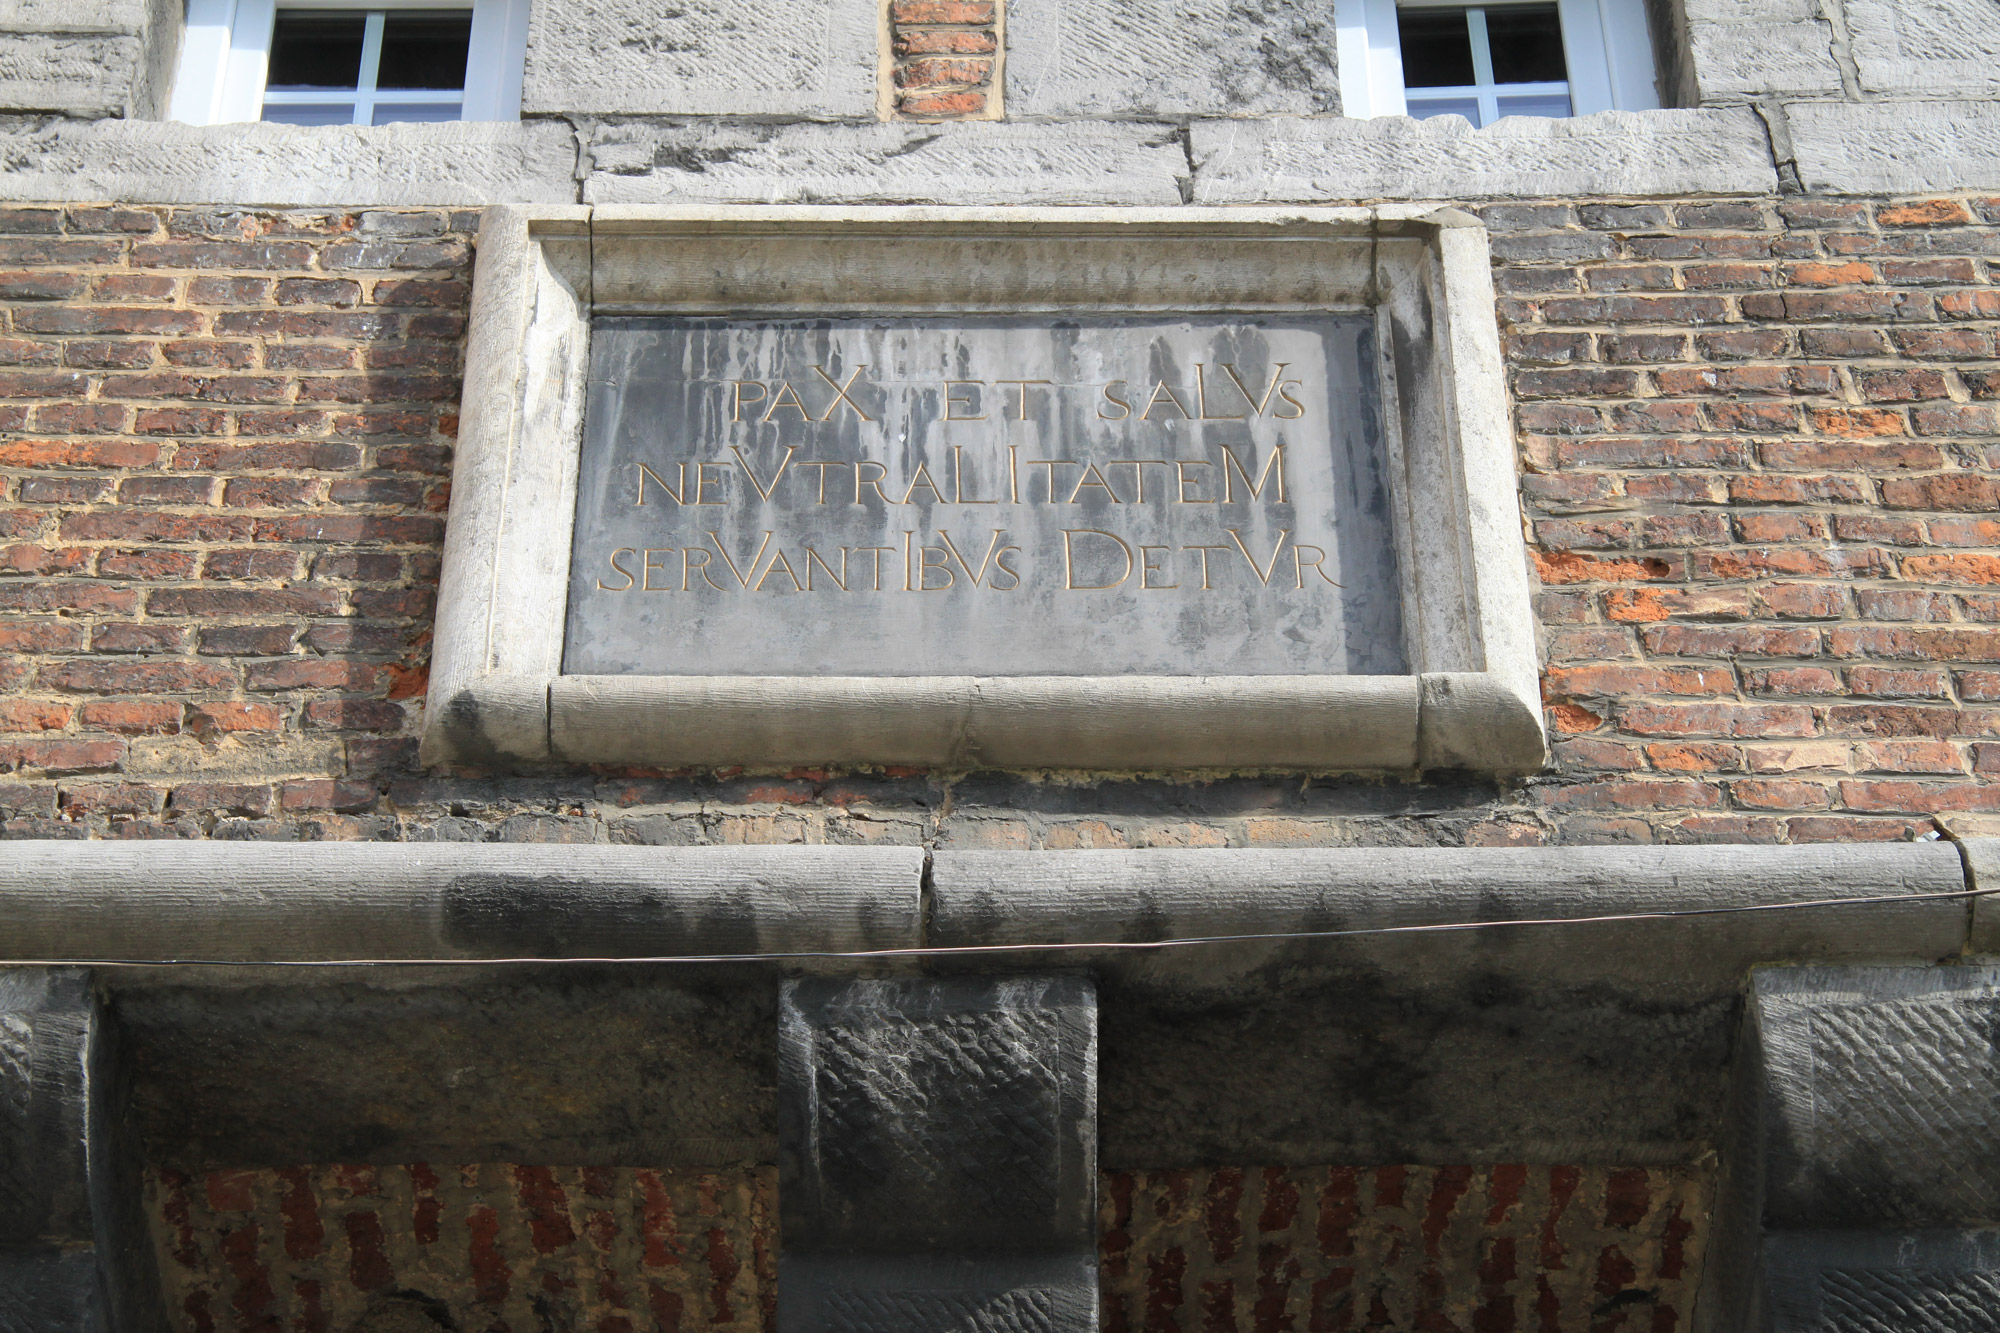 PAX ET SALVS
NEVTRALITATEM
SERVANTIBVS DETVR